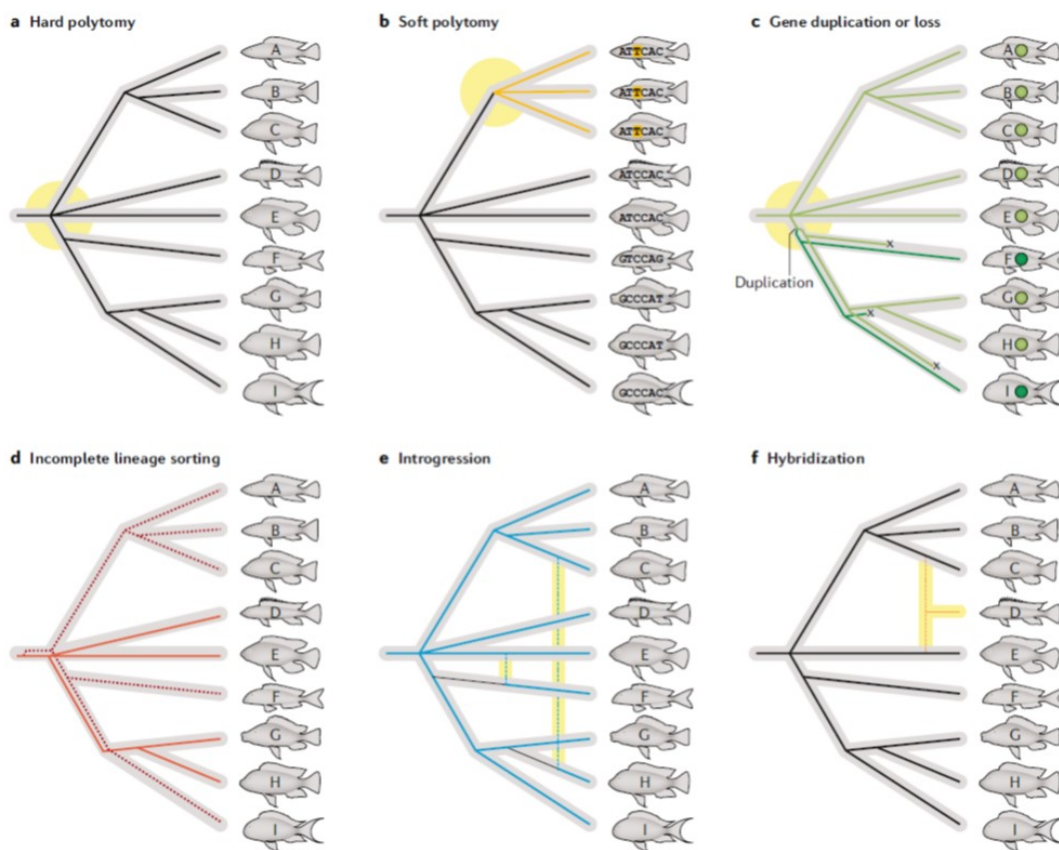 a Hard polytomy
A
B
C
D
E
F
G
H
I
b Soft polytomy
ATTCAC
ATTCAC
ATTCAC
ATCCAC
ATCCAC
GTCCAG
GCCCAT
GCCCAT
GCCCAC
c Gene duplication or loss
A
B
C
D
E
x
F
Duplication
G
x
H
x
I
d Incomplete lineage sorting
A
B
C
D
E
F
G
H
I
e Introgression
A
B
C
D
E
F
G
H
I
f Hybridization
A
B
C
D
E
F
G
H
I